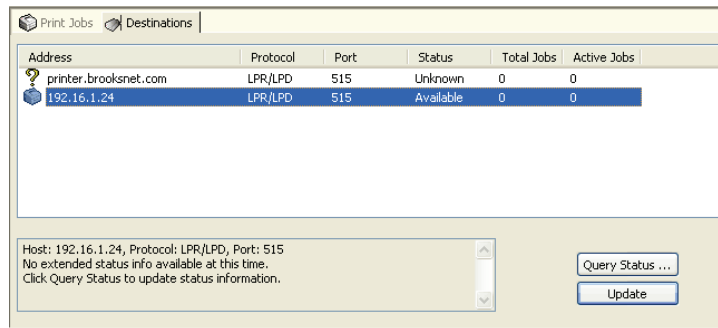 Print Jobs Destinations
Address Protocol Port Status Total Jobs Active Jobs
printer.brooksnet.com LPR/LPD 515 Unknown 0 0
192.16.1.24 LPR/LPD 515 Available 0 0
Host: 192.16.1.24, Protocol: LPR/LPD, Port: 515
No extended status info available at this time.
Click Query Status to update status information.
Query Status ...
Update